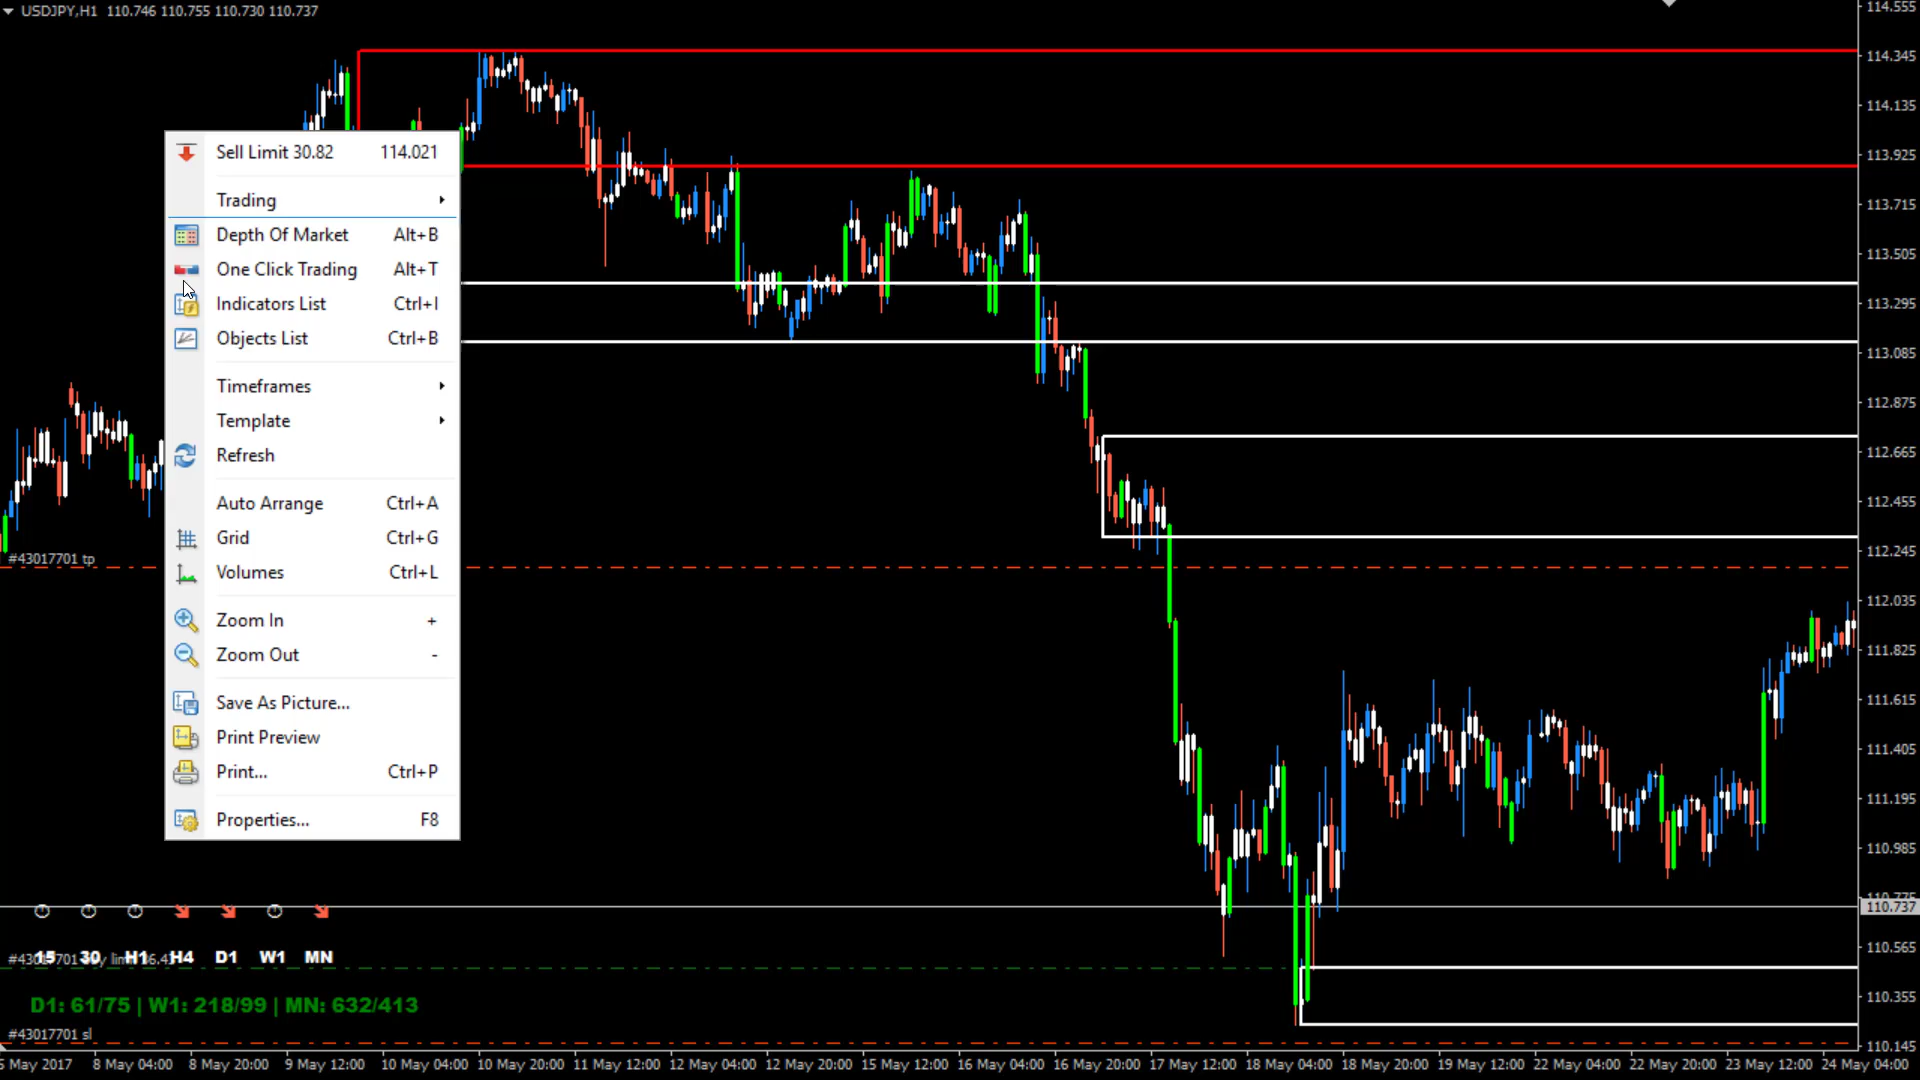 USDJPY,H1 110.746 110.755 110.730 110.737
Sell Limit 30.82 114.021
Trading
Depth Of Market Alt+B
One Click Trading Alt+T
Indicators List Ctrl+I
Objects List Ctrl+B
Timeframes
Template
Refresh
Auto Arrange Ctrl+A
Grid Ctrl+G
Volumes Ctrl+L
Zoom In +
Zoom Out -
Save As Picture...
Print Preview
Print... Ctrl+P
Properties... F8
114.555
114.345
114.135
113.925
113.715
113.505
113.295
113.085
112.875
112.665
112.455
112.245
112.035
111.825
111.615
111.405
111.195
110.985
110.737
110.565
110.355
110.145
#43017701 tp
15 30 H1 H4 D1 W1 MN
D1: 61/75 | W1: 218/99 | MN: 632/413
#43017701 sl
May 2017 8 May 04:00 8 May 20:00 9 May 12:00 10 May 04:00 10 May 20:00 11 May 12:00 12 May 04:00 12 May 20:00 15 May 12:00 16 May 04:00 16 May 20:00 17 May 12:00 18 May 04:00 18 May 20:00 19 May 12:00 22 May 04:00 22 May 20:00 23 May 12:00 24 May 04:00